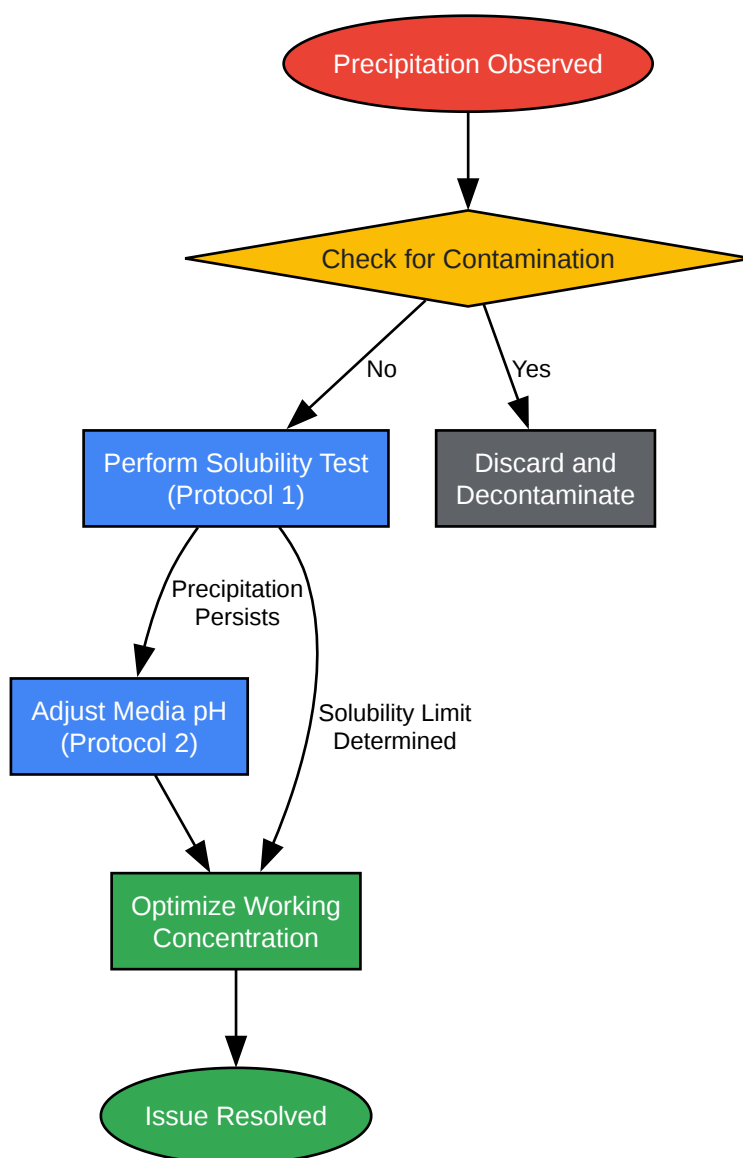 Precipitation Observed
Check for Contamination
No
Yes
Perform Solubility Test
(Protocol 1)
Discard and
Decontaminate
Precipitation
Persists
Adjust Media pH
(Protocol 2)
Solubility Limit
Determined
Optimize Working
Concentration
Issue Resolved